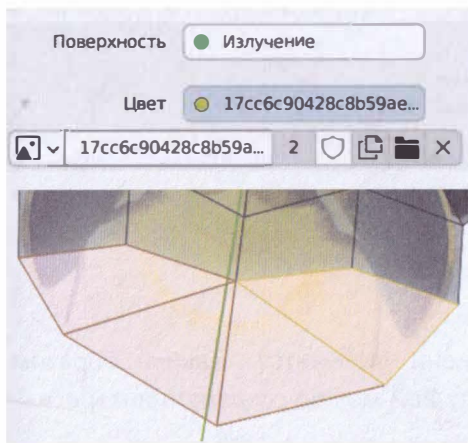 Поверхность Излучение
Цвет 17cc6c90428c8b59ae...
17cc6c90428c8b59a... 2